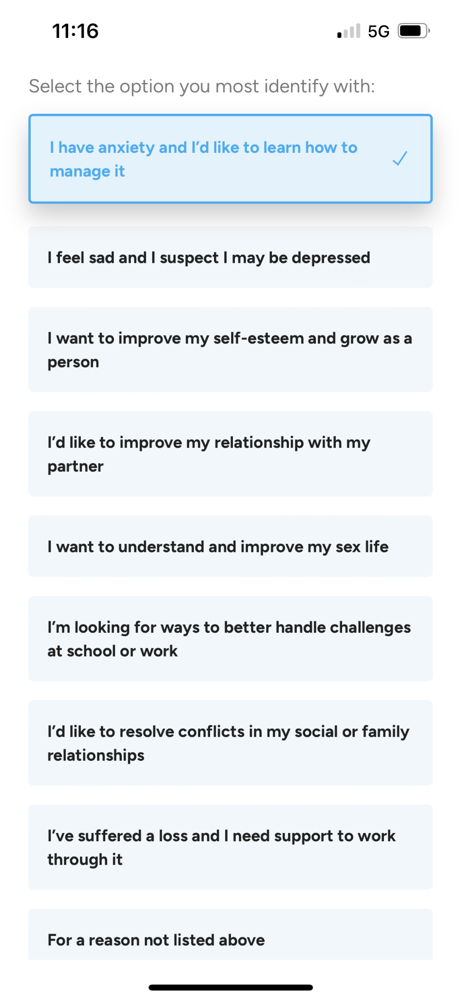 11:16
5G
Select the option you most identify with:
I have anxiety and I’d like to learn how to
manage it
I feel sad and I suspect I may be depressed
I want to improve my self-esteem and grow as a
person
I’d like to improve my relationship with my
partner
I want to understand and improve my sex life
I’m looking for ways to better handle challenges
at school or work
I’d like to resolve conflicts in my social or family
relationships
I’ve suffered a loss and I need support to work
through it
For a reason not listed above